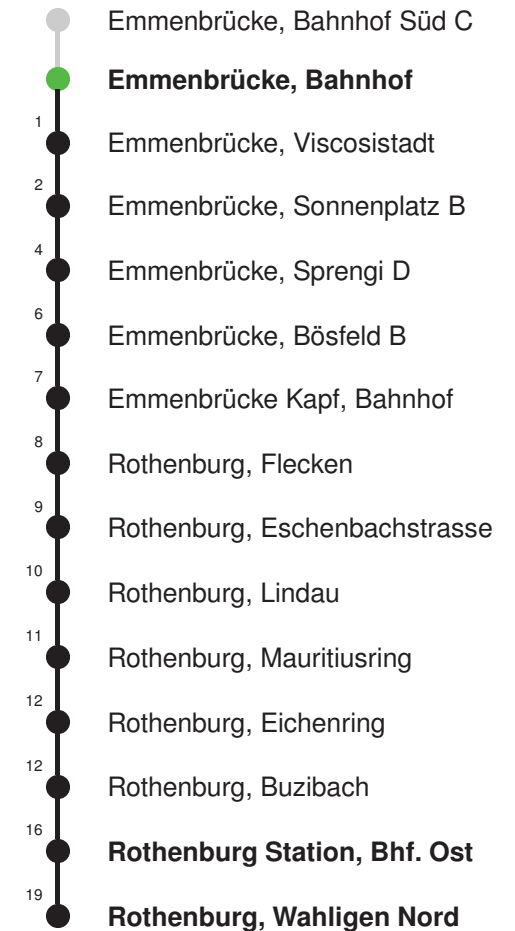 Emmenbrücke, Bahnhof Süd C
Emmenbrücke, Bahnhof
1 Emmenbrücke, Viscosistadt
2 Emmenbrücke, Sonnenplatz B
4 Emmenbrücke, Sprengi D
6 Emmenbrücke, Bösfeld B
7 Emmenbrücke Kapf, Bahnhof
8 Rothenburg, Flecken
9 Rothenburg, Eschenbachstrasse
10 Rothenburg, Lindau
11 Rothenburg, Mauritiusring
12 Rothenburg, Eichenring
12 Rothenburg, Buzibach
16 Rothenburg Station, Bhf. Ost
19 Rothenburg, Wahligen Nord